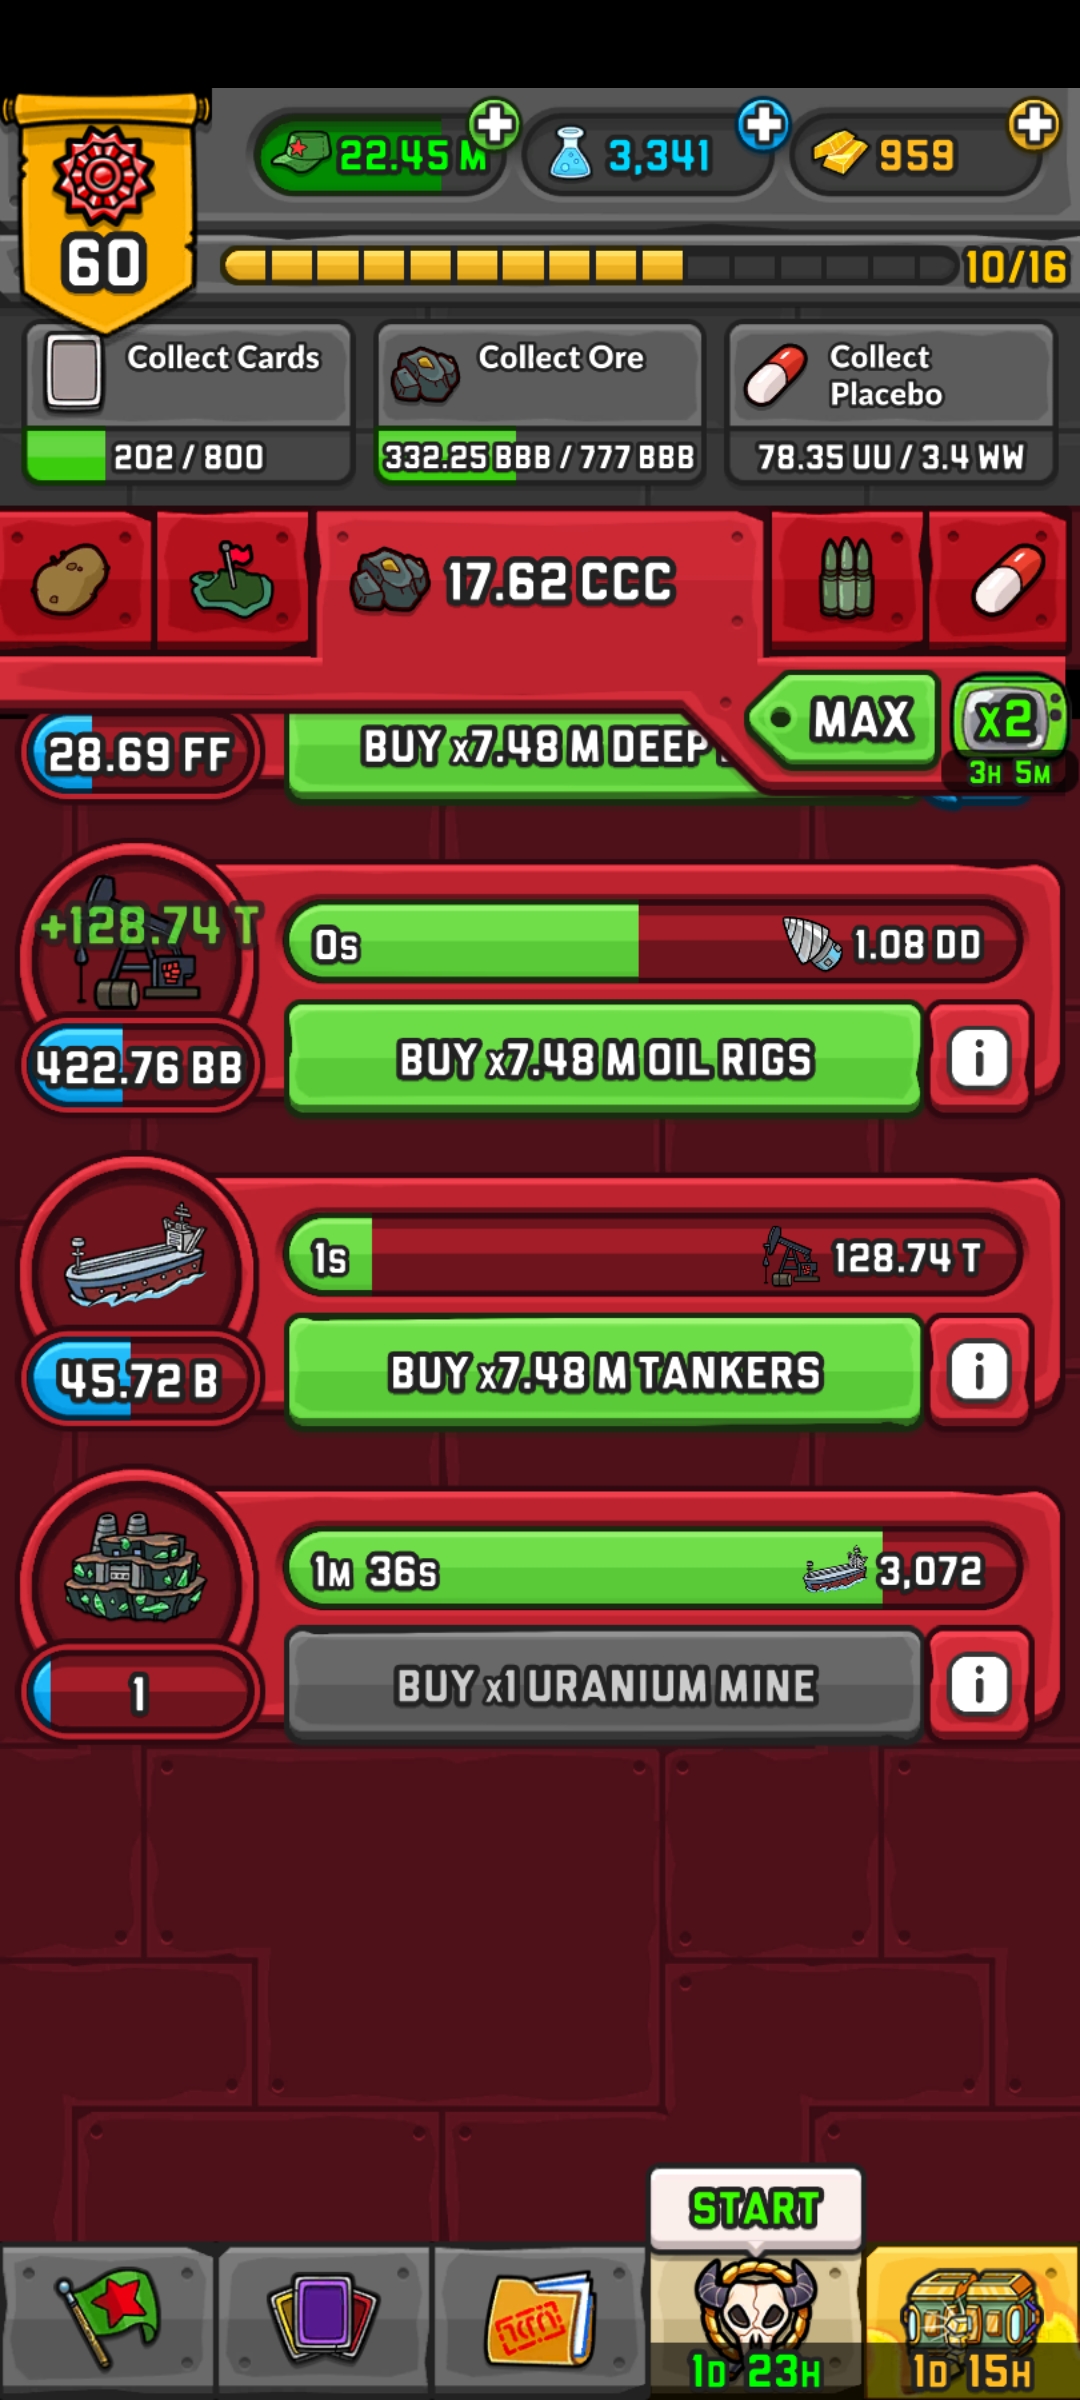 22.45 M
3,341
959
60
10/16
Collect Cards
202 / 800
Collect Ore
332.25 BBB / 777 BBB
Collect
Placebo
78.35 UU / 3.4 WW
17.62 CCC
MAX
x2
3H 5M
28.69 FF
BUY x7.48 M DEEP
+128.74 T
0s
1.08 DD
422.76 BB
BUY x7.48 M OIL RIGS
i
1s
128.74 T
45.72 B
BUY x7.48 M TANKERS
i
1M 36s
3,072
1
BUY x1 URANIUM MINE
i
START
1D 23H
1D 15H